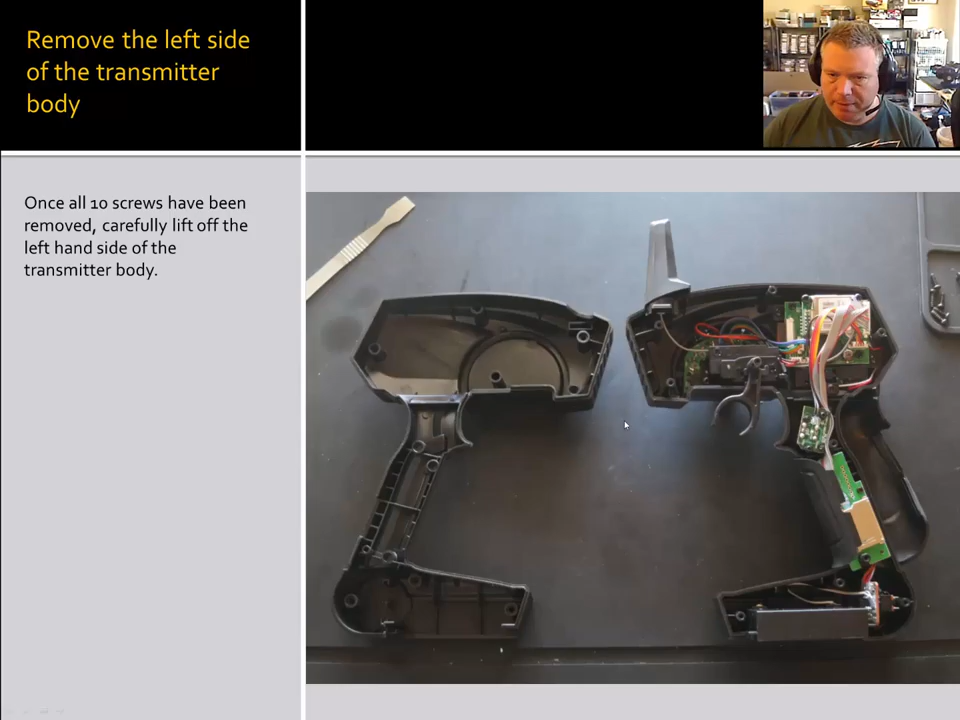 Remove the left side
of the transmitter
body
Once all 10 screws have been
removed, carefully lift off the
left hand side of the
transmitter body.